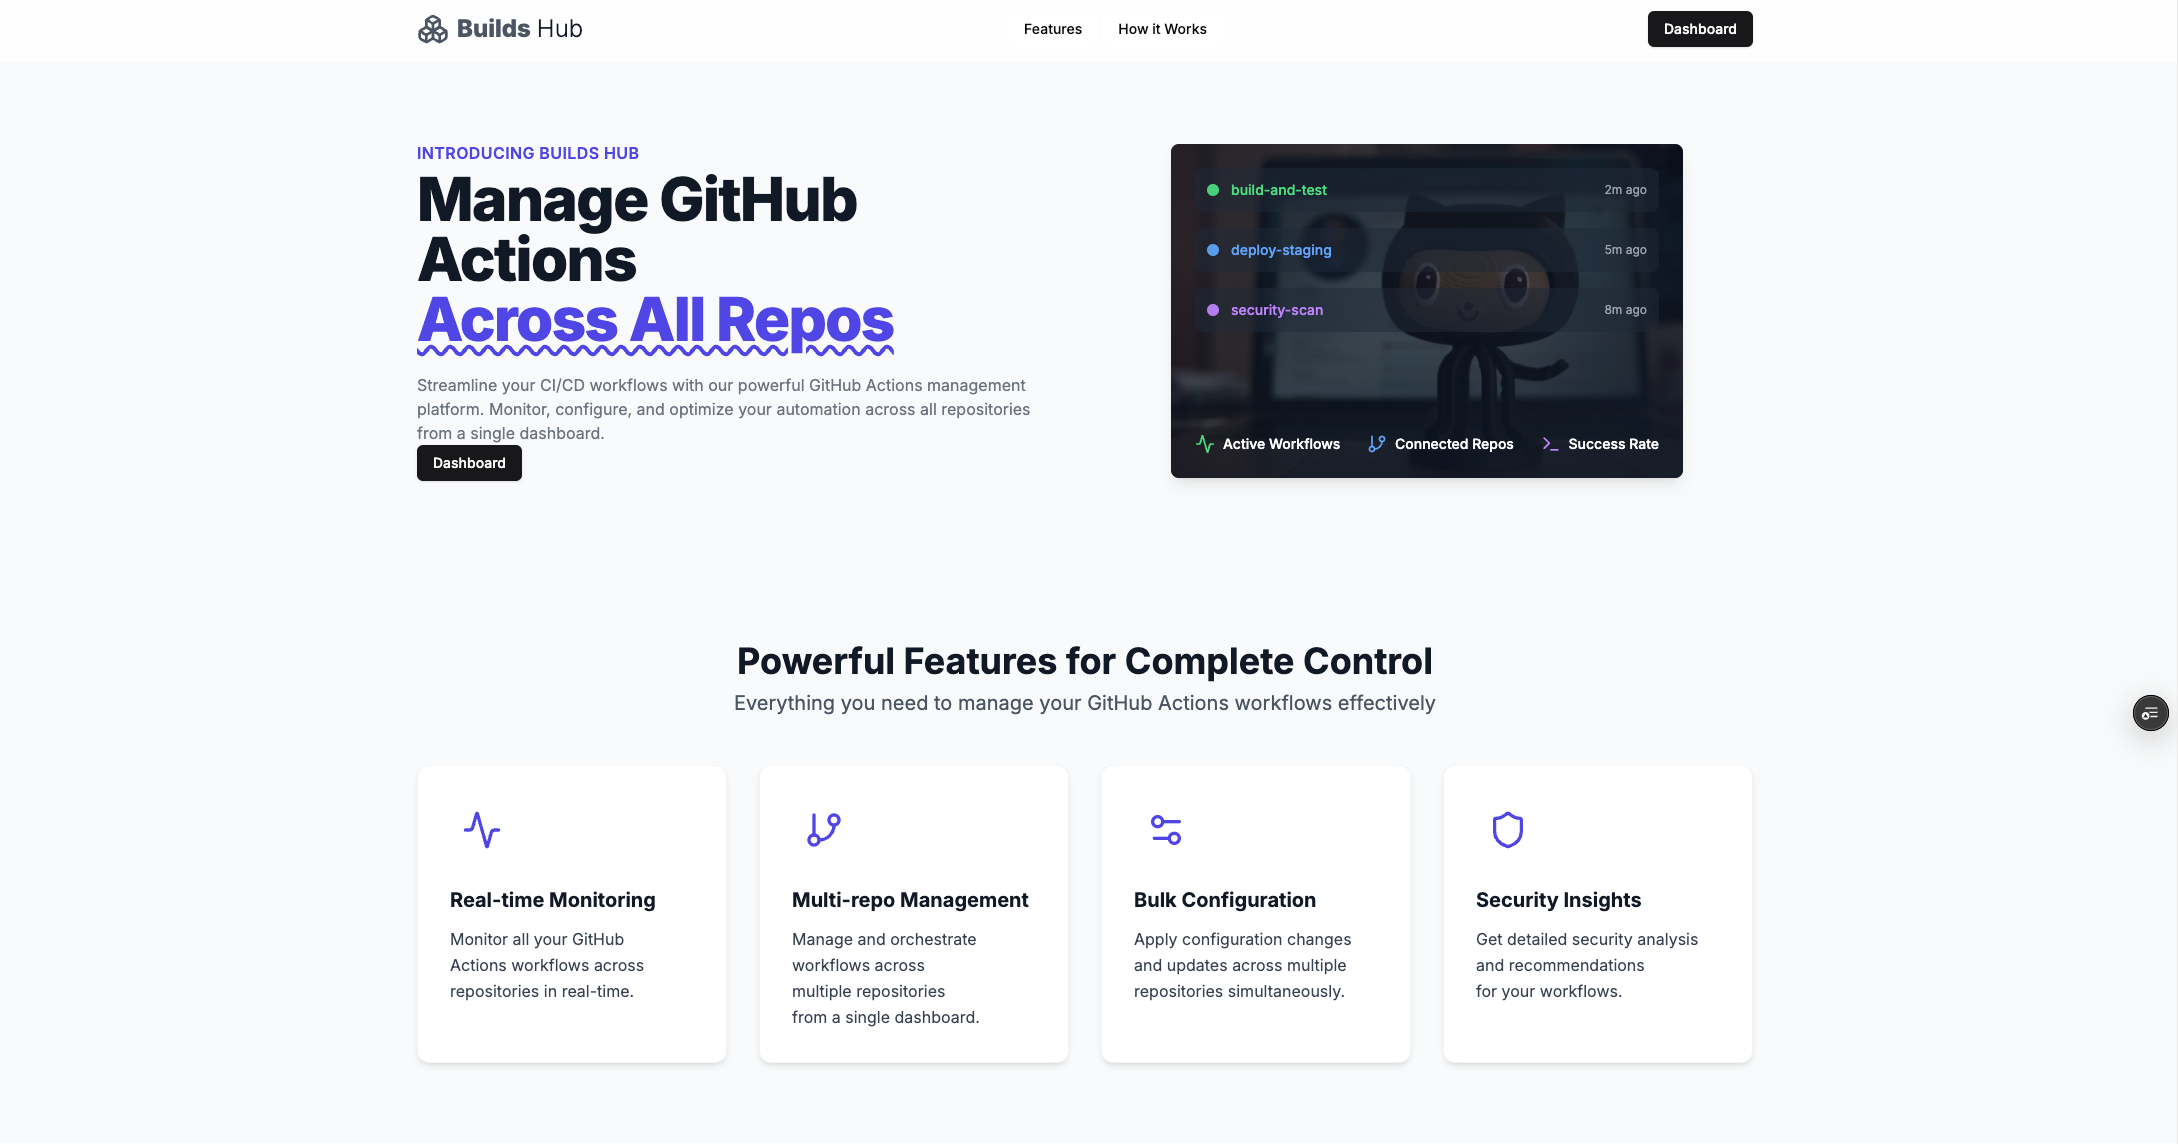 Builds Hub
Features
How it Works
Dashboard
INTRODUCING BUILDS HUB
Manage GitHub
Actions
Across All Repos
Streamline your CI/CD workflows with our powerful GitHub Actions management
platform. Monitor, configure, and optimize your automation across all repositories
from a single dashboard.
Dashboard
build-and-test 2m ago
deploy-staging 5m ago
security-scan 8m ago
Active Workflows
Connected Repos
Success Rate
Powerful Features for Complete Control
Everything you need to manage your GitHub Actions workflows effectively
Real-time Monitoring
Monitor all your GitHub
Actions workflows across
repositories in real-time.
Multi-repo Management
Manage and orchestrate
workflows across
multiple repositories
from a single dashboard.
Bulk Configuration
Apply configuration changes
and updates across multiple
repositories simultaneously.
Security Insights
Get detailed security analysis
and recommendations
for your workflows.